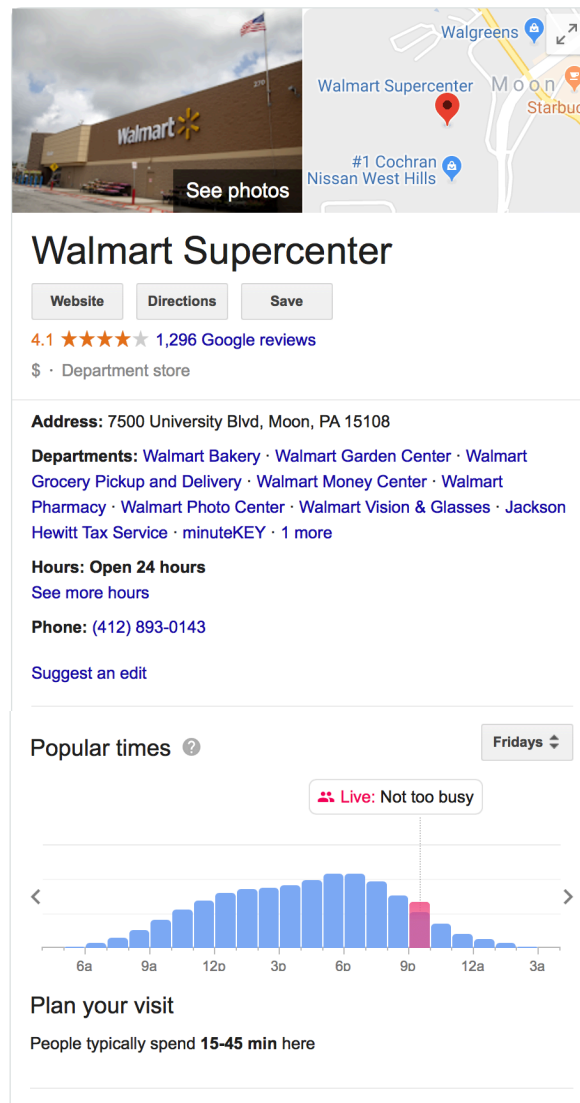 Walmart
See photos
Walgreens
Walmart Supercenter
Moon
Starbuc
#1 Cochran
Nissan West Hills
Walmart Supercenter
Website
Directions
Save
4.1 1,296 Google reviews
$ · Department store
Address: 7500 University Blvd, Moon, PA 15108
Departments: Walmart Bakery · Walmart Garden Center · Walmart
Grocery Pickup and Delivery · Walmart Money Center · Walmart
Pharmacy · Walmart Photo Center · Walmart Vision & Glasses · Jackson
Hewitt Tax Service · minuteKEY · 1 more
Hours: Open 24 hours
See more hours
Phone: (412) 893-0143
Suggest an edit
Popular times ?
Fridays
Live: Not too busy
6a 9a 12p 3p 6p 9p 12a 3a
Plan your visit
People typically spend 15-45 min here